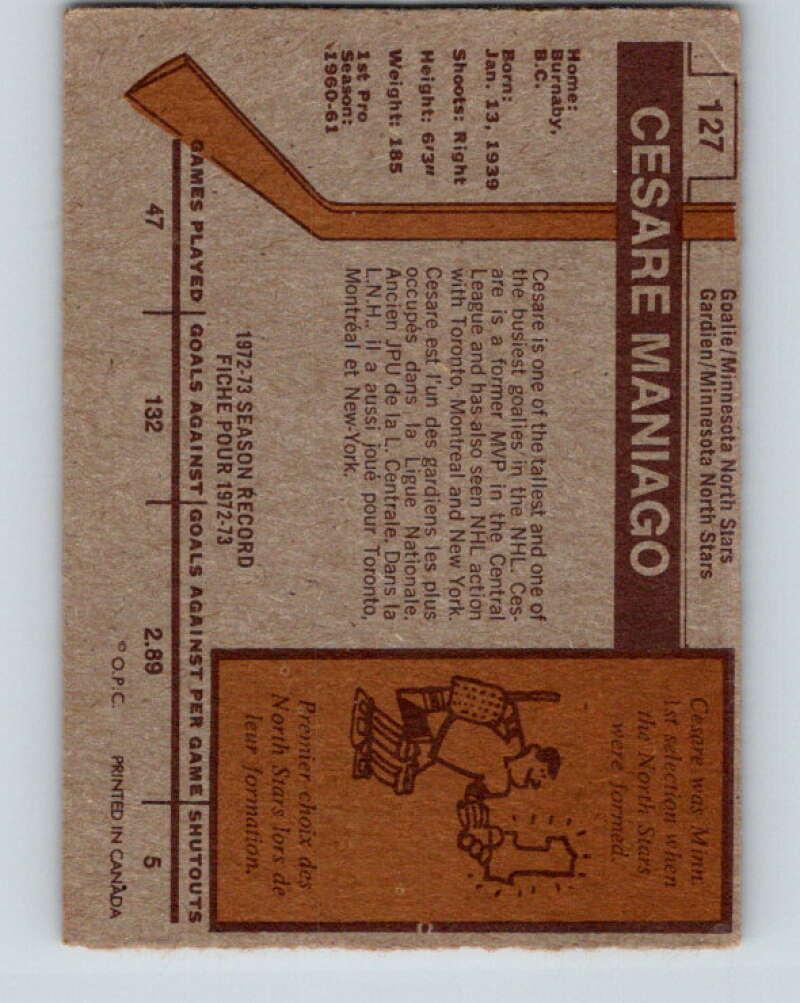 127
Goalie/Minnesota North Stars
Gardien/Minnesota North Stars
CESARE MANIAGO
Home:
Burnaby,
B.C.
Born:
Jan. 13, 1939
Shoots: Right
Height: 6'3"
Weight: 185
1st Pro
Season:
1960-61
Cesare is one of the tallest and one of
the busiest goalies in the NHL. Ces-
are is a former MVP in the Central
League and has also seen NHL action
with Toronto, Montreal and New York.
Cesare est l'un des gardiens les plus
occupés dans la Ligue Nationale.
Ancien JPU de la L. Centrale. Dans la
L.N.H., il a aussi joué pour Toronto,
Montréal et New-York.
Cesare was Minn.
1st selection when
the North Stars
were formed.
1
Premier choix des
North Stars lors de
leur formation.
1972-73 SEASON RECORD
FICHE POUR 1972-73
GAMES PLAYED GOALS AGAINST GOALS AGAINST PER GAME SHUTOUTS
47 132 2.89 5
© O.P.C. PRINTED IN CANADA